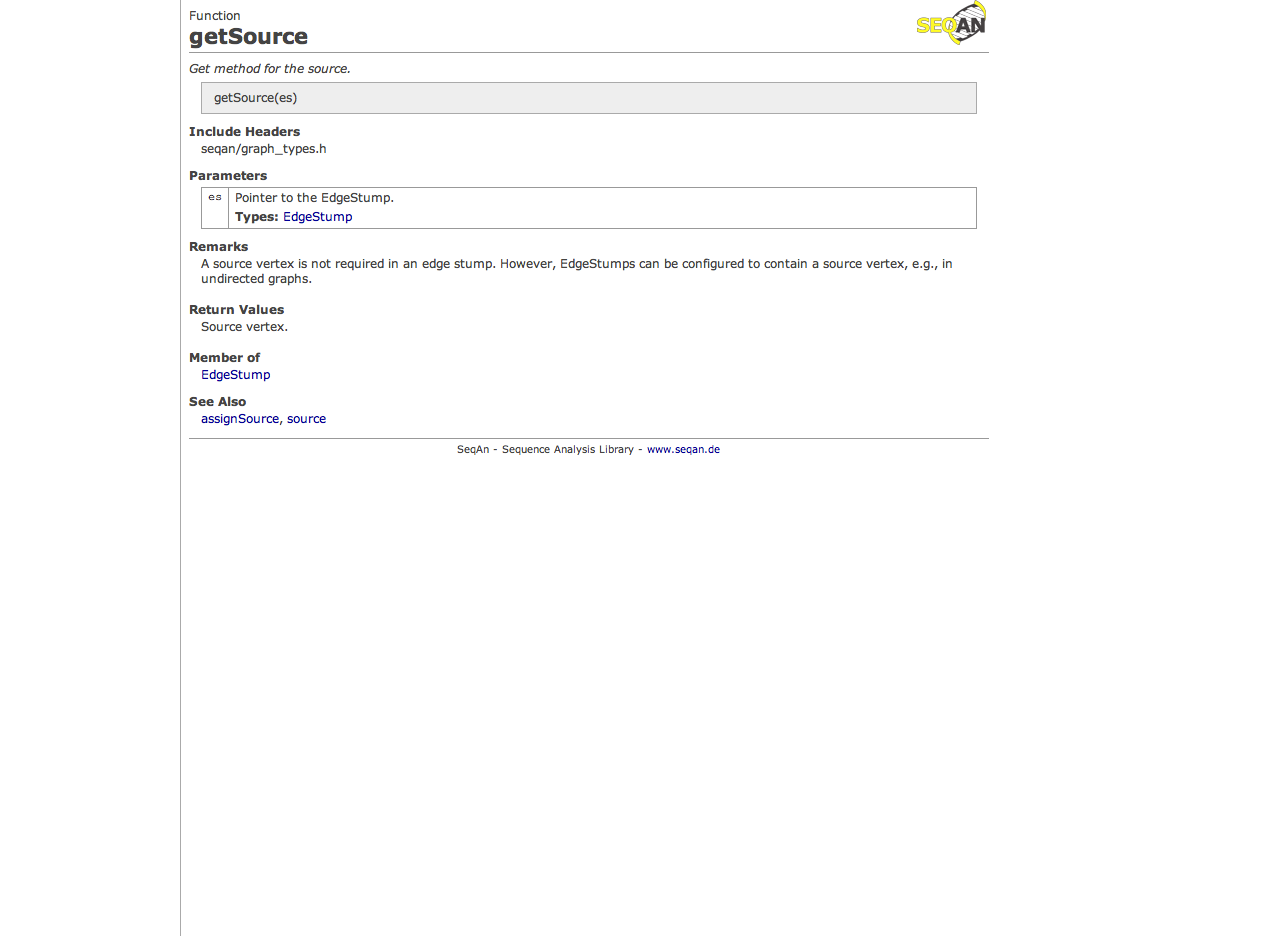 Function
getSource
SEQAN
Get method for the source.
getSource(es)
Include Headers
seqan/graph_types.h
Parameters
es Pointer to the EdgeStump.
Types: EdgeStump
Remarks
A source vertex is not required in an edge stump. However, EdgeStumps can be configured to contain a source vertex, e.g., in
undirected graphs.
Return Values
Source vertex.
Member of
EdgeStump
See Also
assignSource, source
SeqAn - Sequence Analysis Library - www.seqan.de